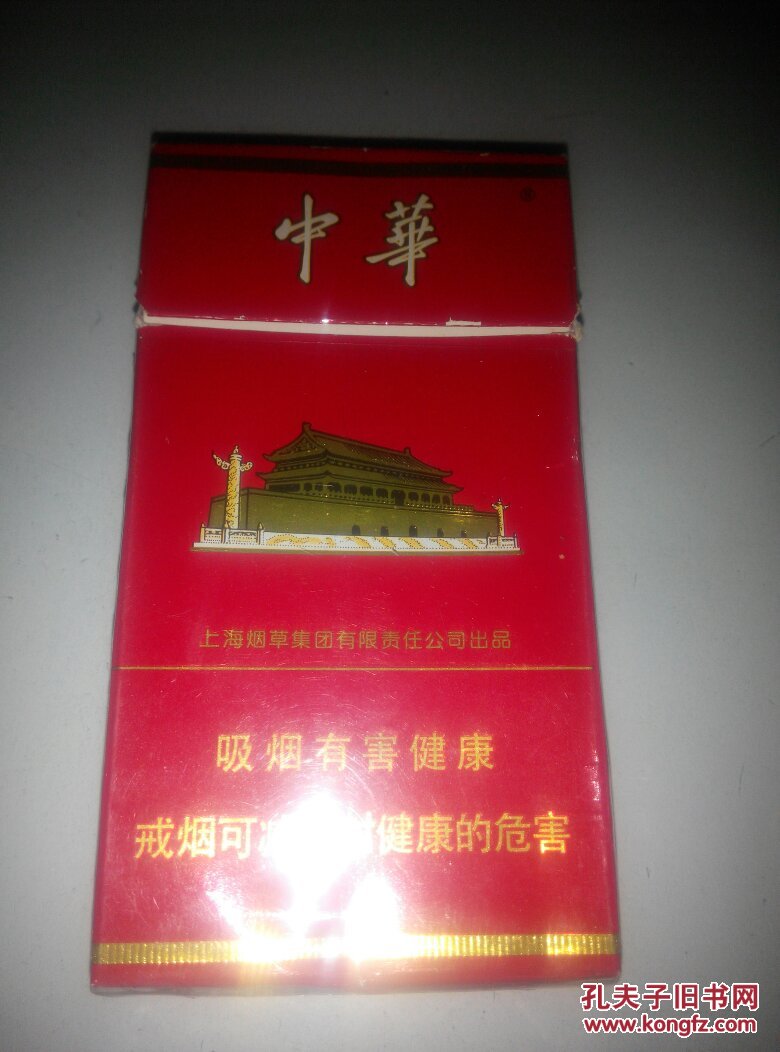 中華
®
上海烟草集团有限责任公司出品
吸烟有害健康
戒烟可 健康的危害
孔夫子旧书网
www.kongfz.com